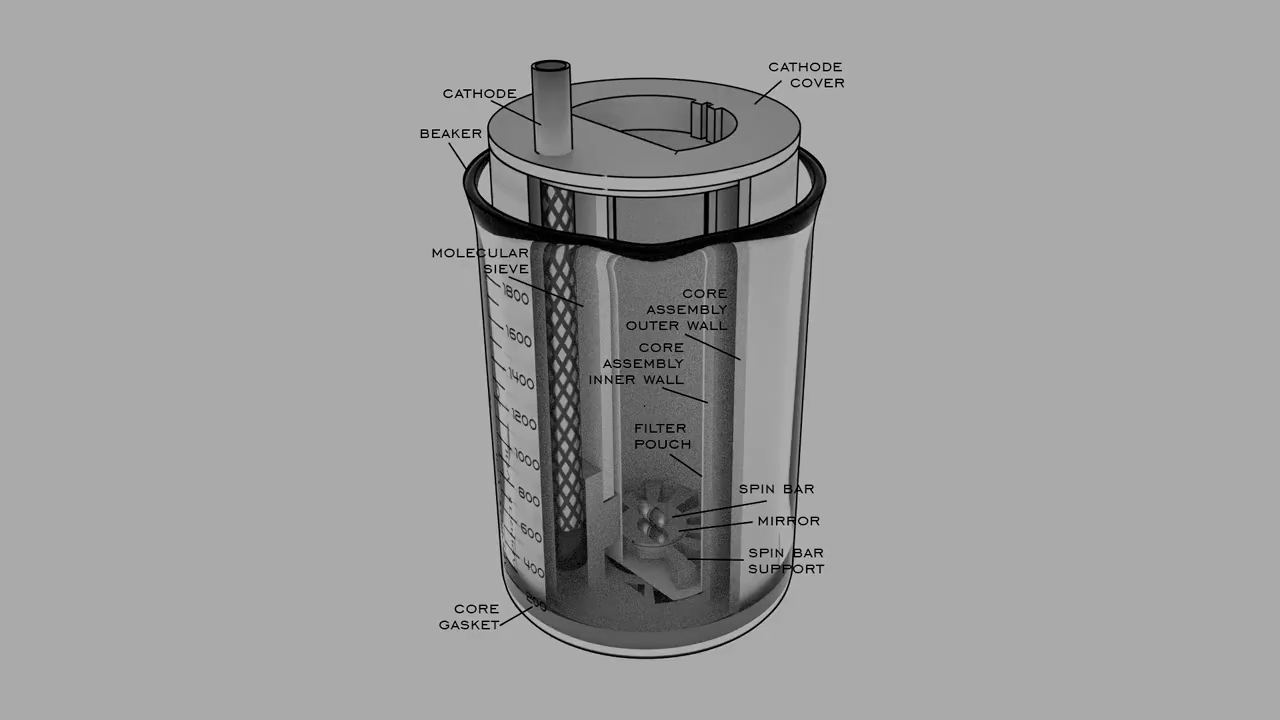 CATHODE
COVER
CATHODE
BEAKER
MOLECULAR
SIEVE
1800
CORE
ASSEMBLY
OUTER WALL
1600
CORE
ASSEMBLY
INNER WALL
1400
1200
FILTER
POUCH
1000
800
SPIN BAR
MIRROR
600
SPIN BAR
SUPPORT
400
200
CORE
GASKET